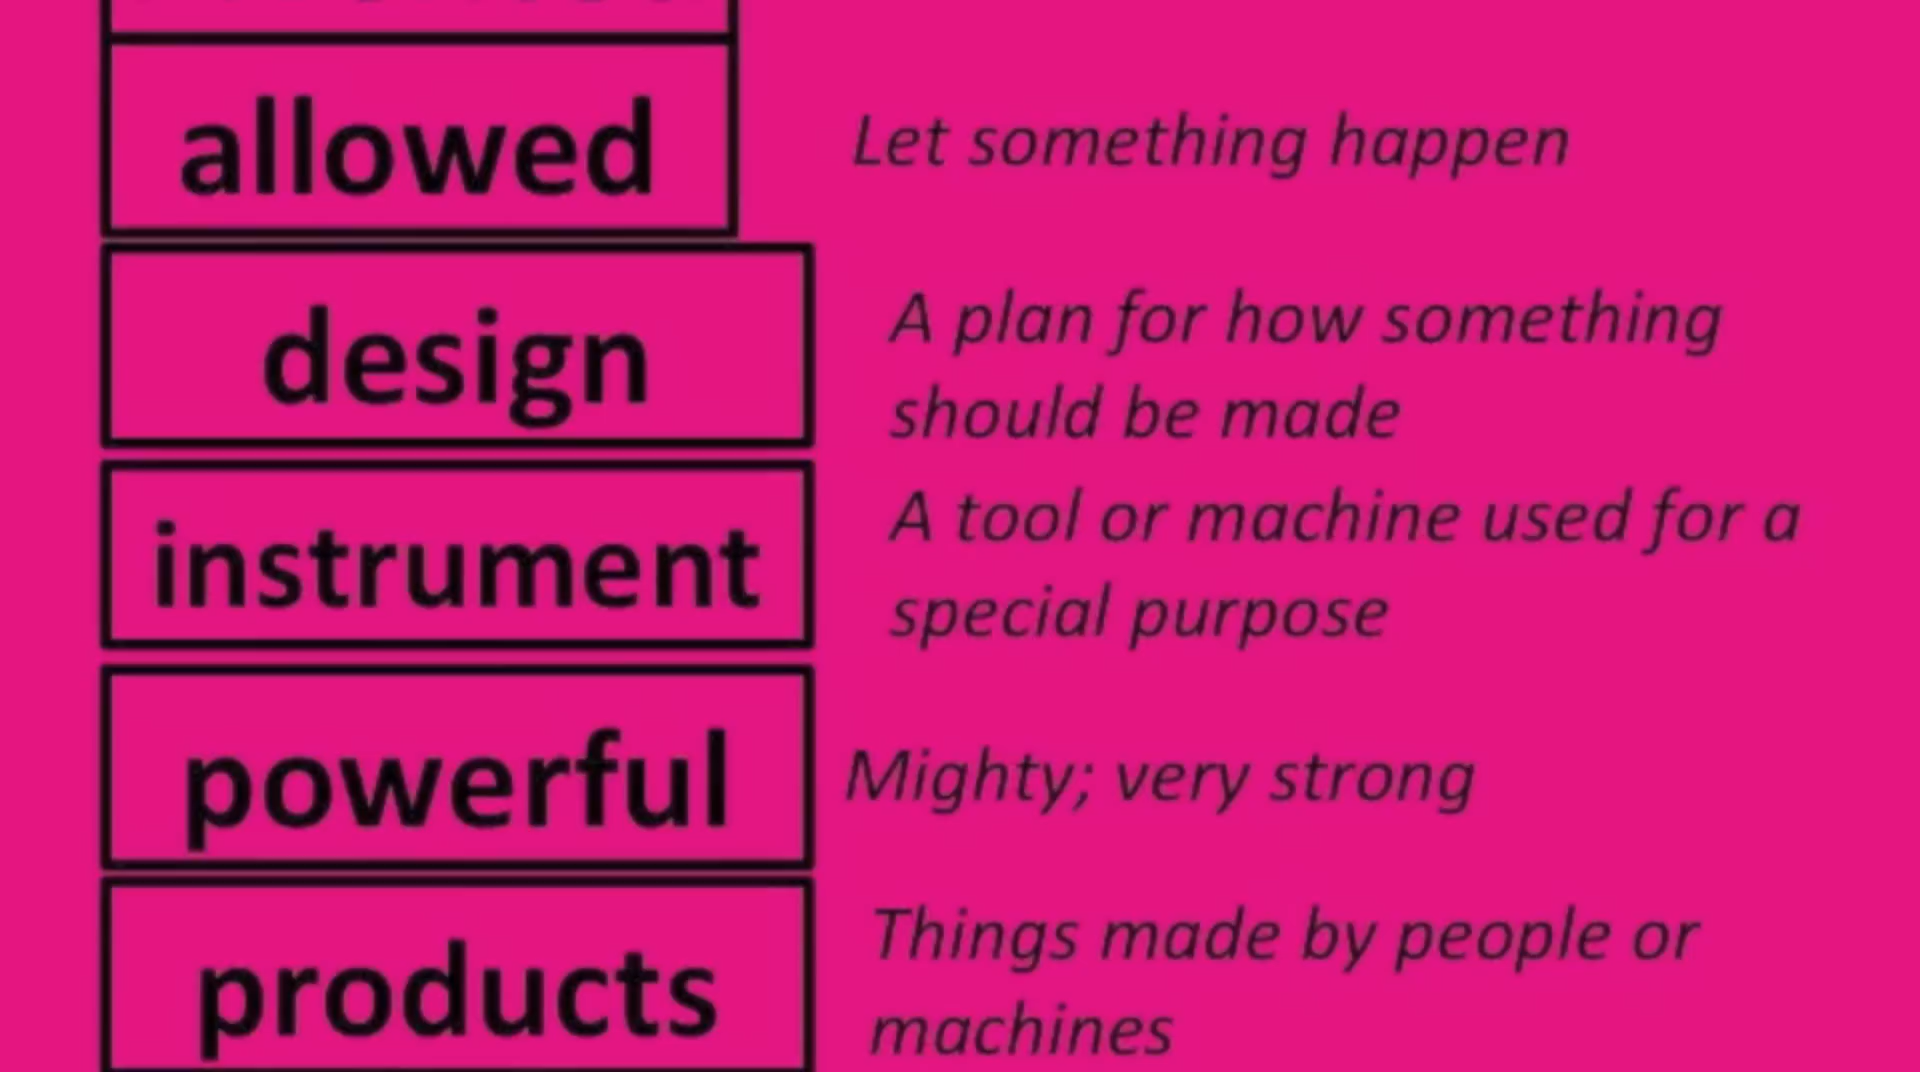 allowed
Let something happen
design
A plan for how something
should be made
instrument
A tool or machine used for a
special purpose
powerful
Mighty; very strong
products
Things made by people or
machines